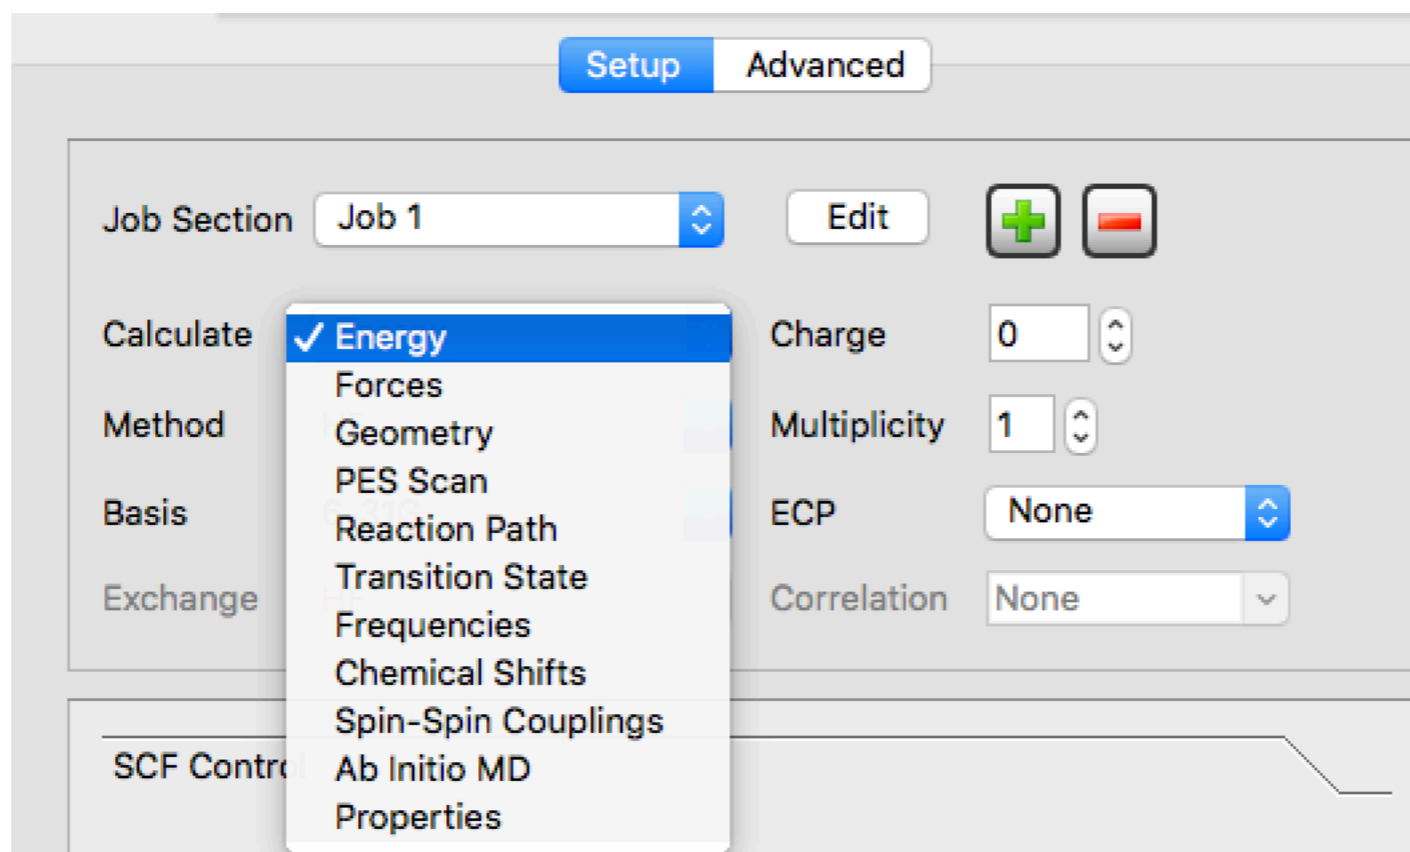 Setup Advanced
Job Section Job 1 Edit
Calculate ✓ Energy Charge 0
Forces
Method Geometry Multiplicity 1
PES Scan
Basis Reaction Path ECP None
Transition State
Exchange Frequencies Correlation None
Chemical Shifts
Spin-Spin Couplings
SCF Contro Ab Initio MD
Properties